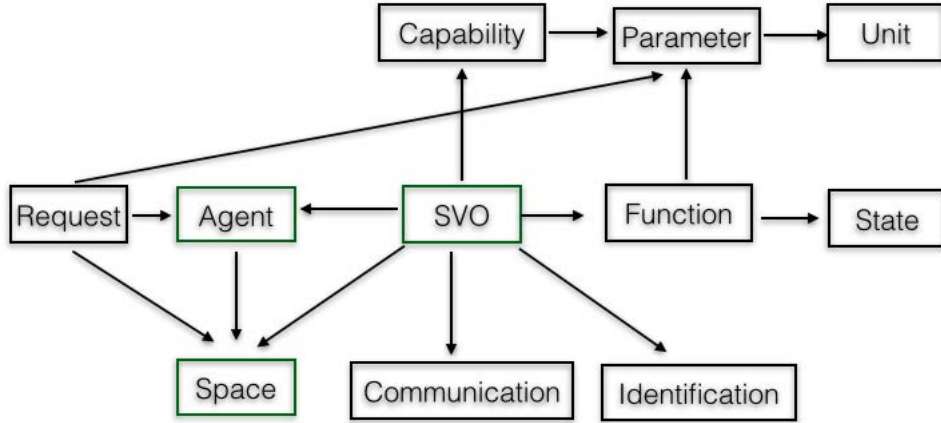 Capability
Parameter
Unit
Request
Agent
SVO
Function
State
Space
Communication
Identification